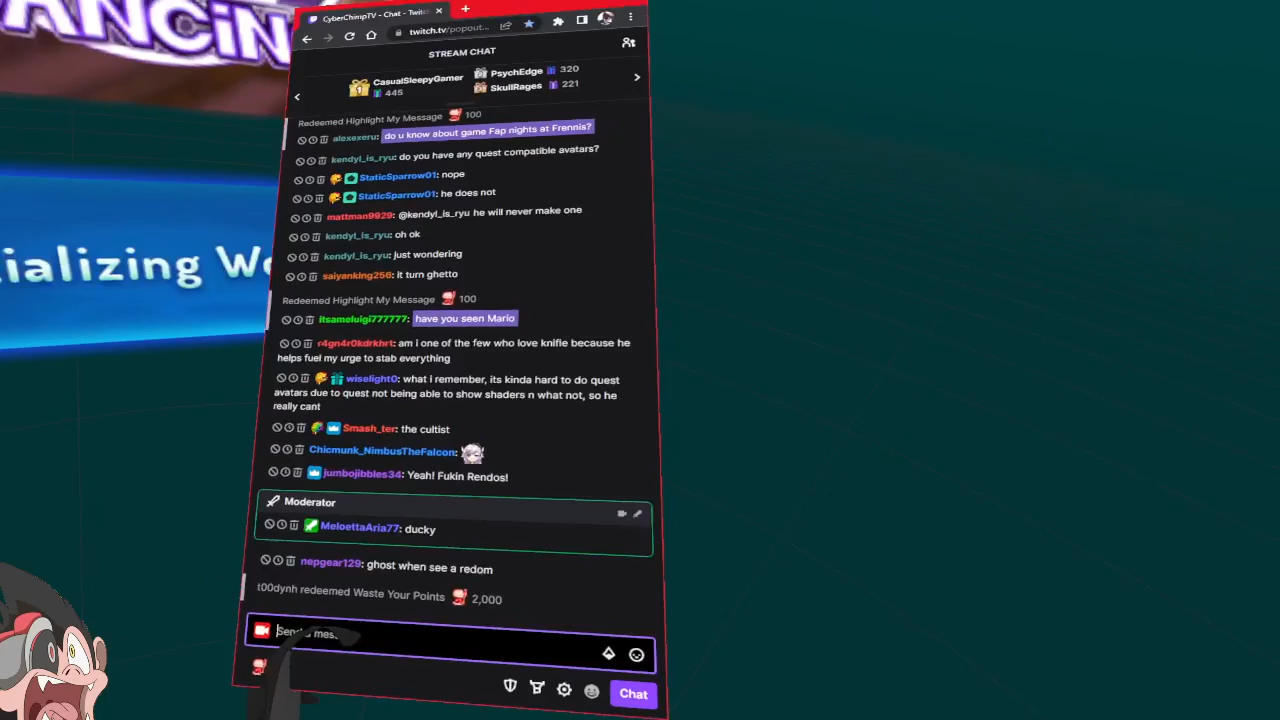 ANCiN
CyberChimpTV - Chat - Twitc
twitch.tv/popout...
STREAM CHAT
CasualSleepyGamer
445
PsychEdge 320
SkullRages 221
Redeemed Highlight My Message 100
alexexeru: do u know about game Fap nights at Frennis?
kendyl_is_ryu: do you have any quest compatible avatars?
StaticSparrow01: nope
StaticSparrow01: he does not
mattman9929: @kendyl_is_ryu he will never make one
kendyl_is_ryu: oh ok
kendyl_is_ryu: just wondering
saiyanking256: it turn ghetto
Redeemed Highlight My Message 100
itsameluigi777777: have you seen Mario
r4gn4r0kdrkhrt: am i one of the few who love knifie because he
helps fuel my urge to stab everything
wiselight0: what i remember, its kinda hard to do quest
avatars due to quest not being able to show shaders n what not, so he
really cant
Smash_ter: the cultist
Chicmunk_NimbusTheFalcon:
jumbojibbles34: Yeah! Fukin Rendos!
Moderator
MeloettaAria77: ducky
nepgear129: ghost when see a redom
t00dynh redeemed Waste Your Points 2,000
Send a mess
Chat
ializing Wo